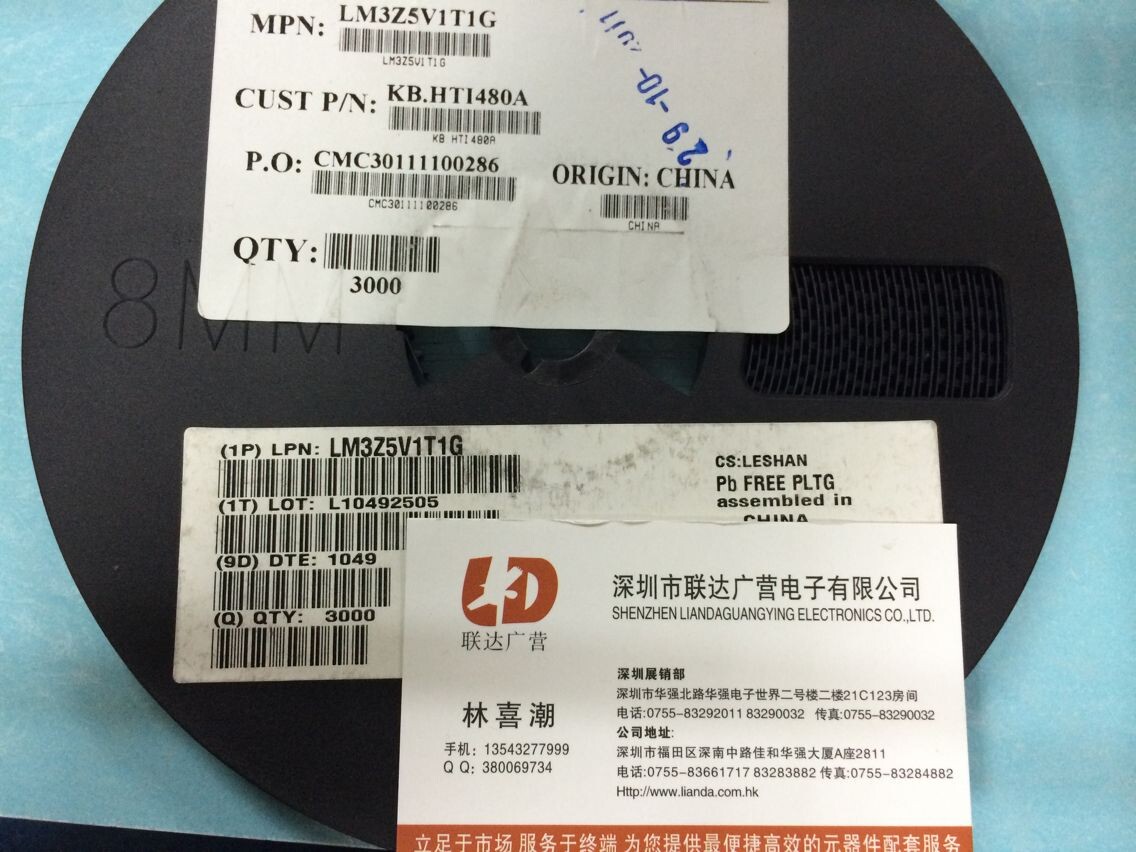 MPN: LM3Z5V1T1G
LM3Z5V1T1G
CUST P/N: KB.HTI480A
KB HTI480A
P.O: CMC30111100286
CMC30111100286
ORIGIN: CHINA
CHINA
QTY:
3000
29-10-2011
8MM
(1P) LPN: LM3Z5V1T1G
(1T) LOT: L10492505
(9D) DTE: 1049
(Q) QTY: 3000
CS:LESHAN
Pb FREE PLTG
assembled in
CHINA
LD
联达广营
深圳市联达广营电子有限公司
SHENZHEN LIANDAGUANGYING ELECTRONICS CO.,LTD.
林喜潮
手机：13543277999
Q Q：380069734
深圳展销部
深圳市华强北路华强电子世界二号楼二楼21C123房间
电话:0755-83292011 83290032 传真:0755-83290032
公司地址:
深圳市福田区深南中路佳和华强大厦A座2811
电话:0755-83661717 83283882 传真:0755-83284882
Http://www.lianda.com.hk
立足于市场 服务于终端 为您提供最便捷高效的元器件配套服务